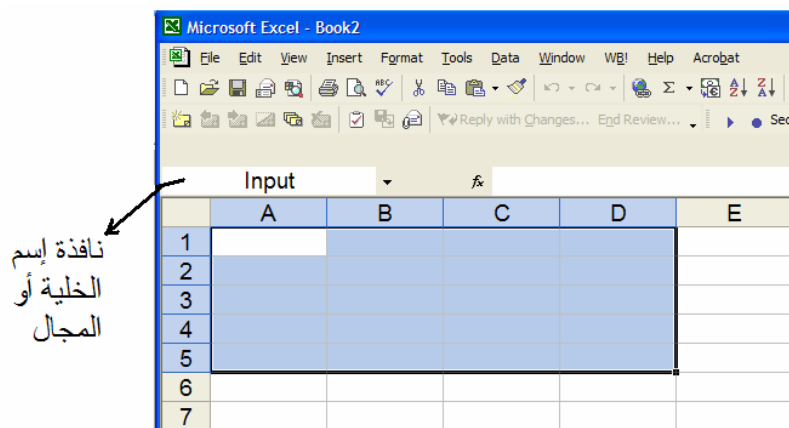 Microsoft Excel - Book2
File Edit View Insert Format Tools Data Window WB! Help Acrobat
Reply with Changes... End Review...
Input fx
A B C D E
1
نافذة إسم
2
الخلية أو
3
المجال
4
5
6
7